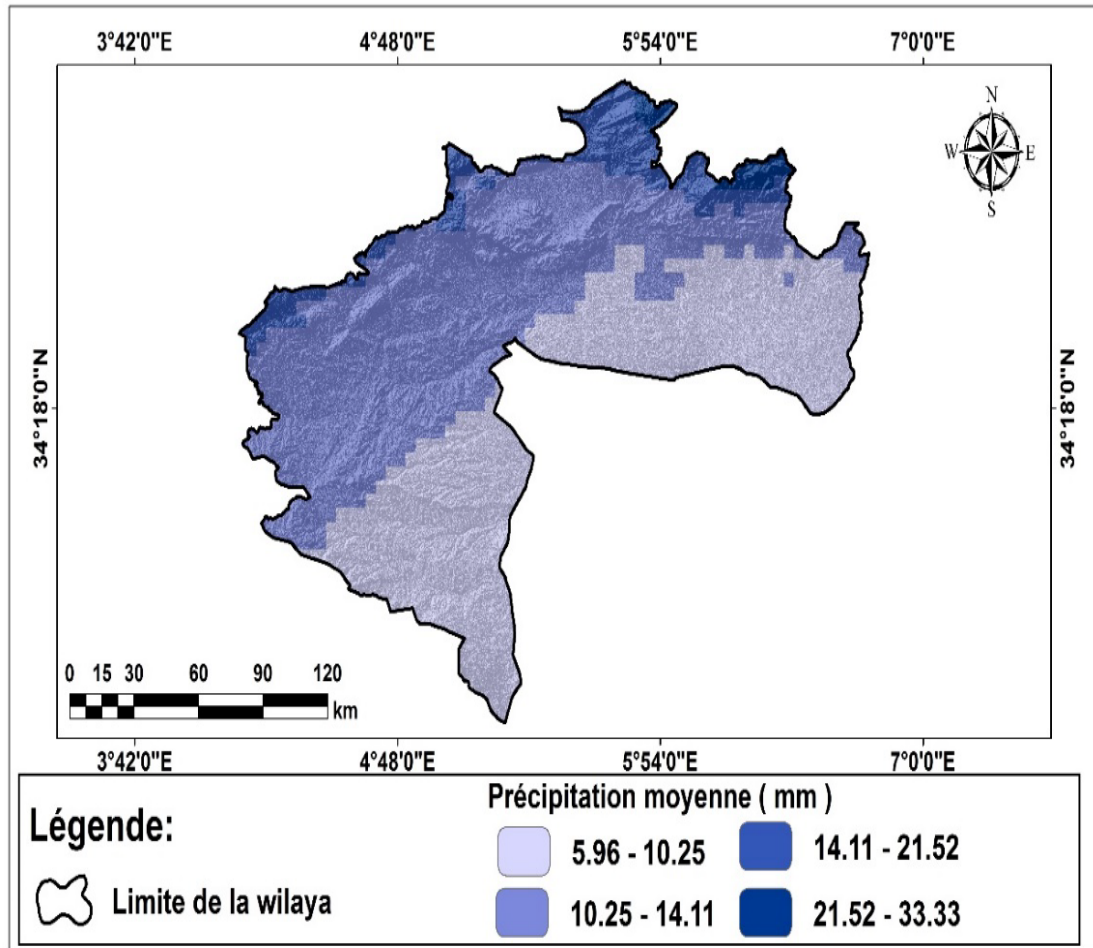 3°42'0"E 4°48'0"E 5°54'0"E 7°0'0"E
N
W E
S
34°18'0"N 34°18'0"N
0 15 30 60 90 120
km
3°42'0"E 4°48'0"E 5°54'0"E 7°0'0"E
Légende:
Limite de la wilaya
Précipitation moyenne ( mm )
5.96 - 10.25 14.11 - 21.52
10.25 - 14.11 21.52 - 33.33